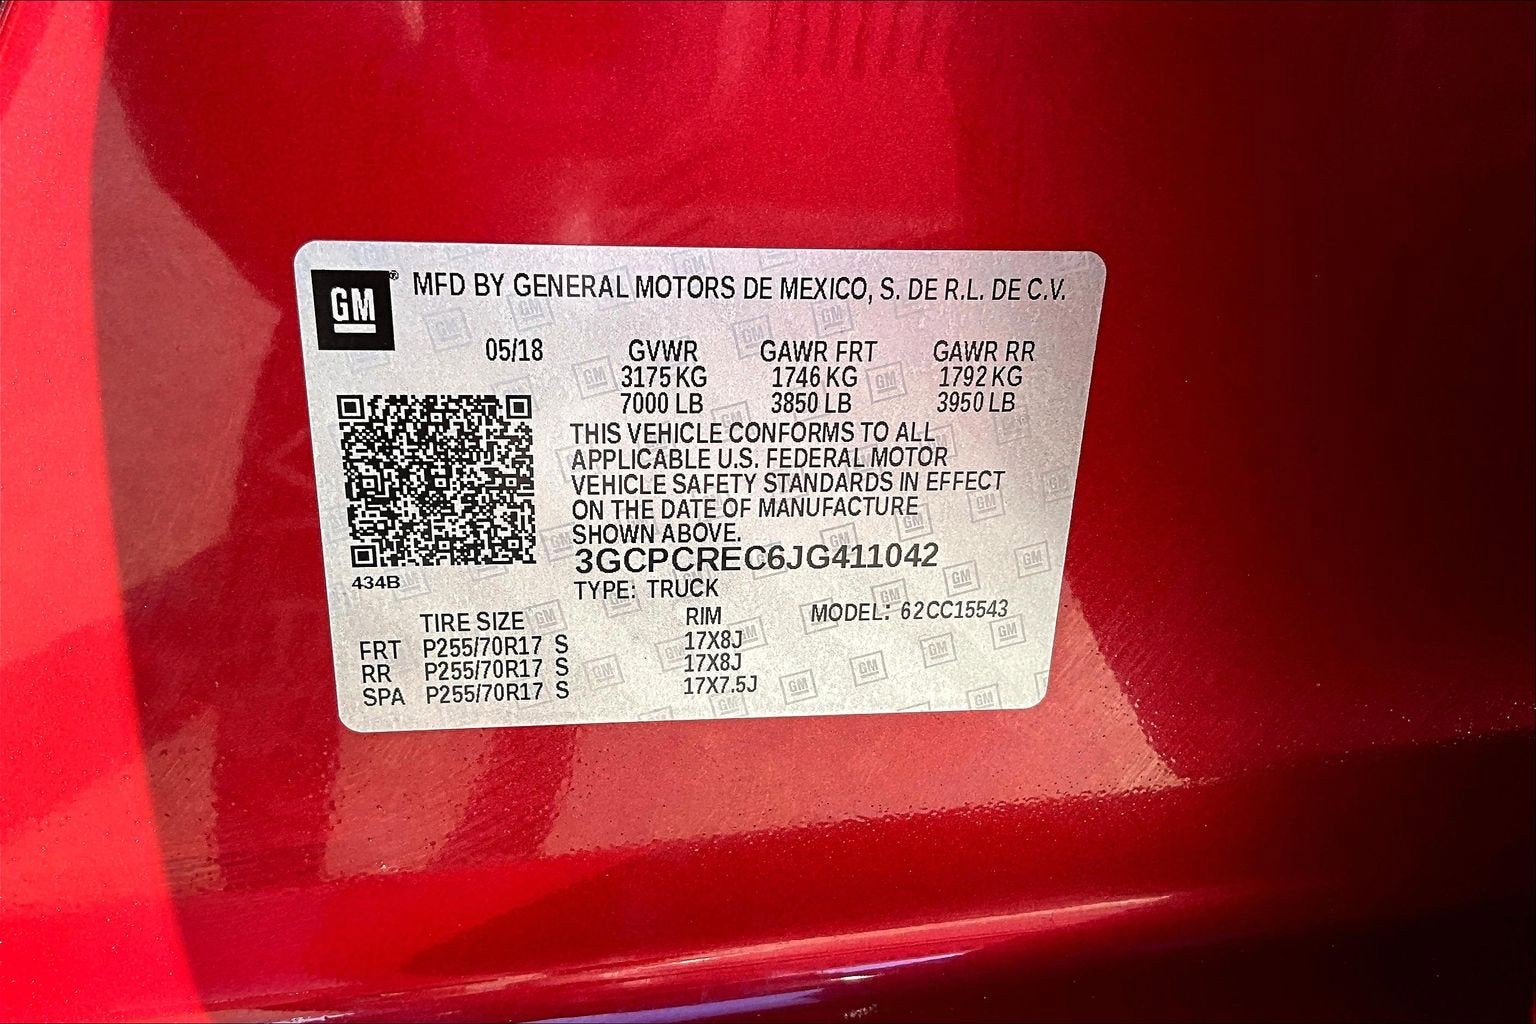 GM® MFD BY GENERAL MOTORS DE MEXICO, S. DE R.L. DE C.V.
05/18 GVWR GAWR FRT GAWR RR
3175 KG 1746 KG 1792 KG
7000 LB 3850 LB 3950 LB
THIS VEHICLE CONFORMS TO ALL
APPLICABLE U.S. FEDERAL MOTOR
VEHICLE SAFETY STANDARDS IN EFFECT
ON THE DATE OF MANUFACTURE
SHOWN ABOVE.
3GCPCREC6JG411042
434B
TYPE: TRUCK
TIRE SIZE RIM MODEL: 62CC15543
FRT P255/70R17 S 17X8J
RR P255/70R17 S 17X8J
SPA P255/70R17 S 17X7.5J